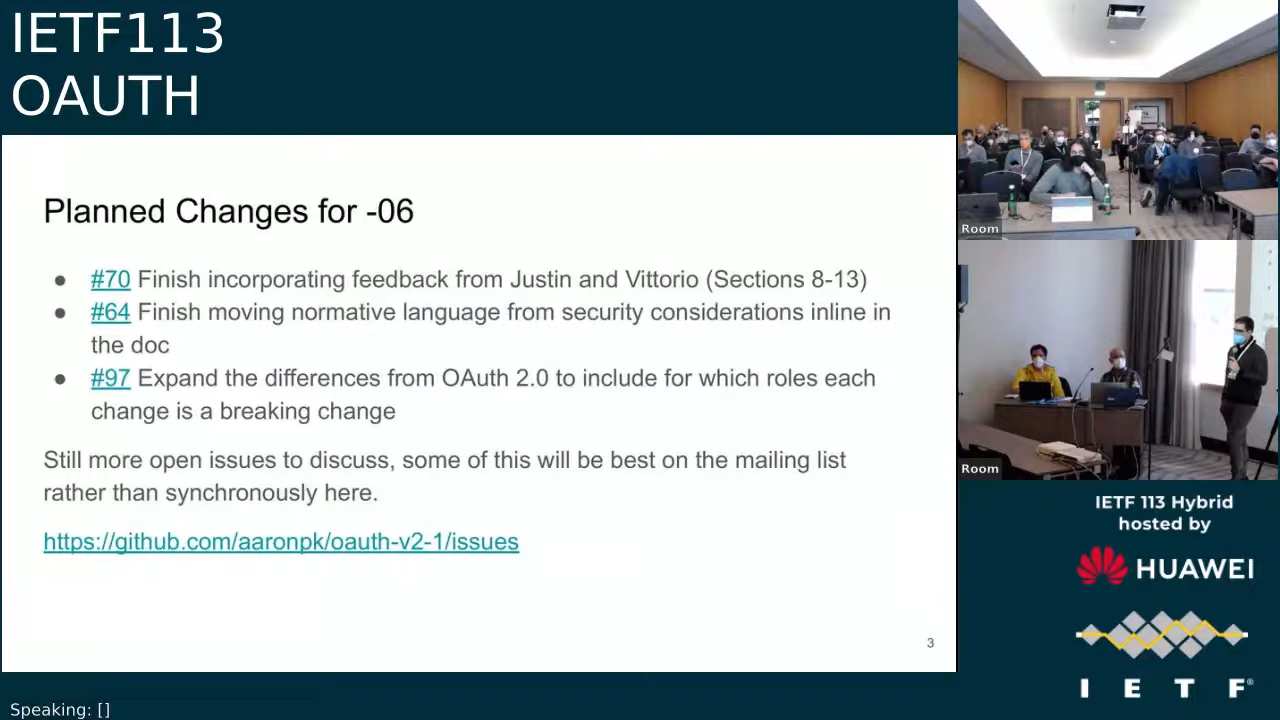 IETF113
OAUTH
Planned Changes for -06
● #70 Finish incorporating feedback from Justin and Vittorio (Sections 8-13)
● #64 Finish moving normative language from security considerations inline in
the doc
● #97 Expand the differences from OAuth 2.0 to include for which roles each
change is a breaking change
Still more open issues to discuss, some of this will be best on the mailing list
rather than synchronously here.
https://github.com/aaronpk/oauth-v2-1/issues
3
Speaking: []
Room
Room
IETF 113 Hybrid
hosted by
HUAWEI
I E T F®